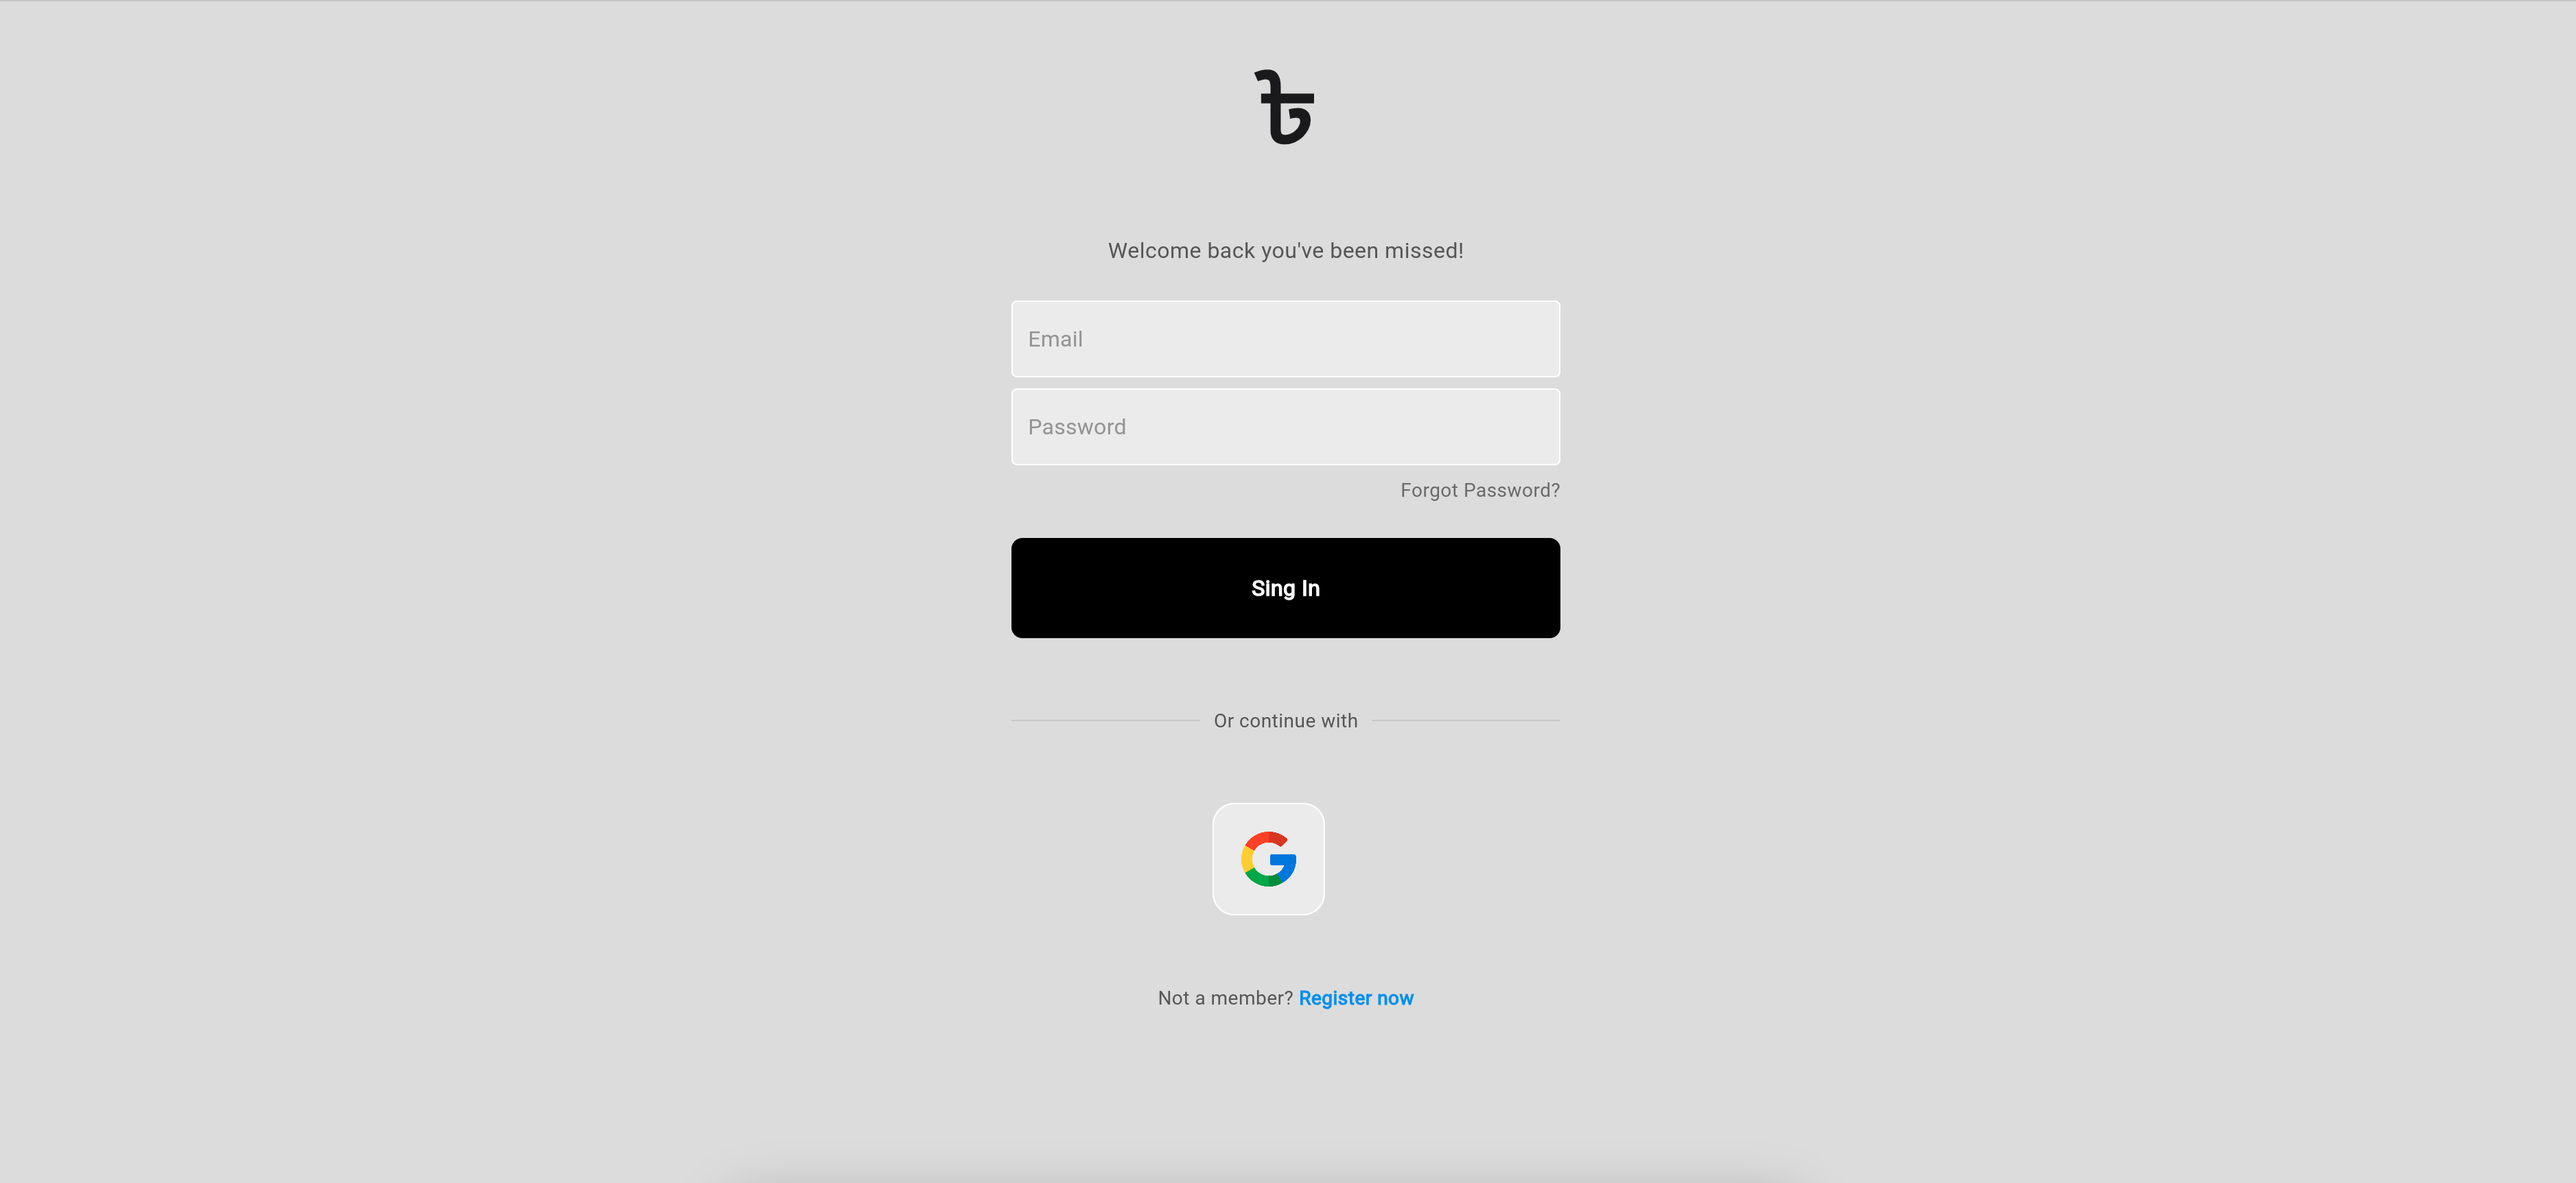 ৳
Welcome back you've been missed!
Email
Password
Forgot Password?
Sing In
Or continue with
G
Not a member? Register now